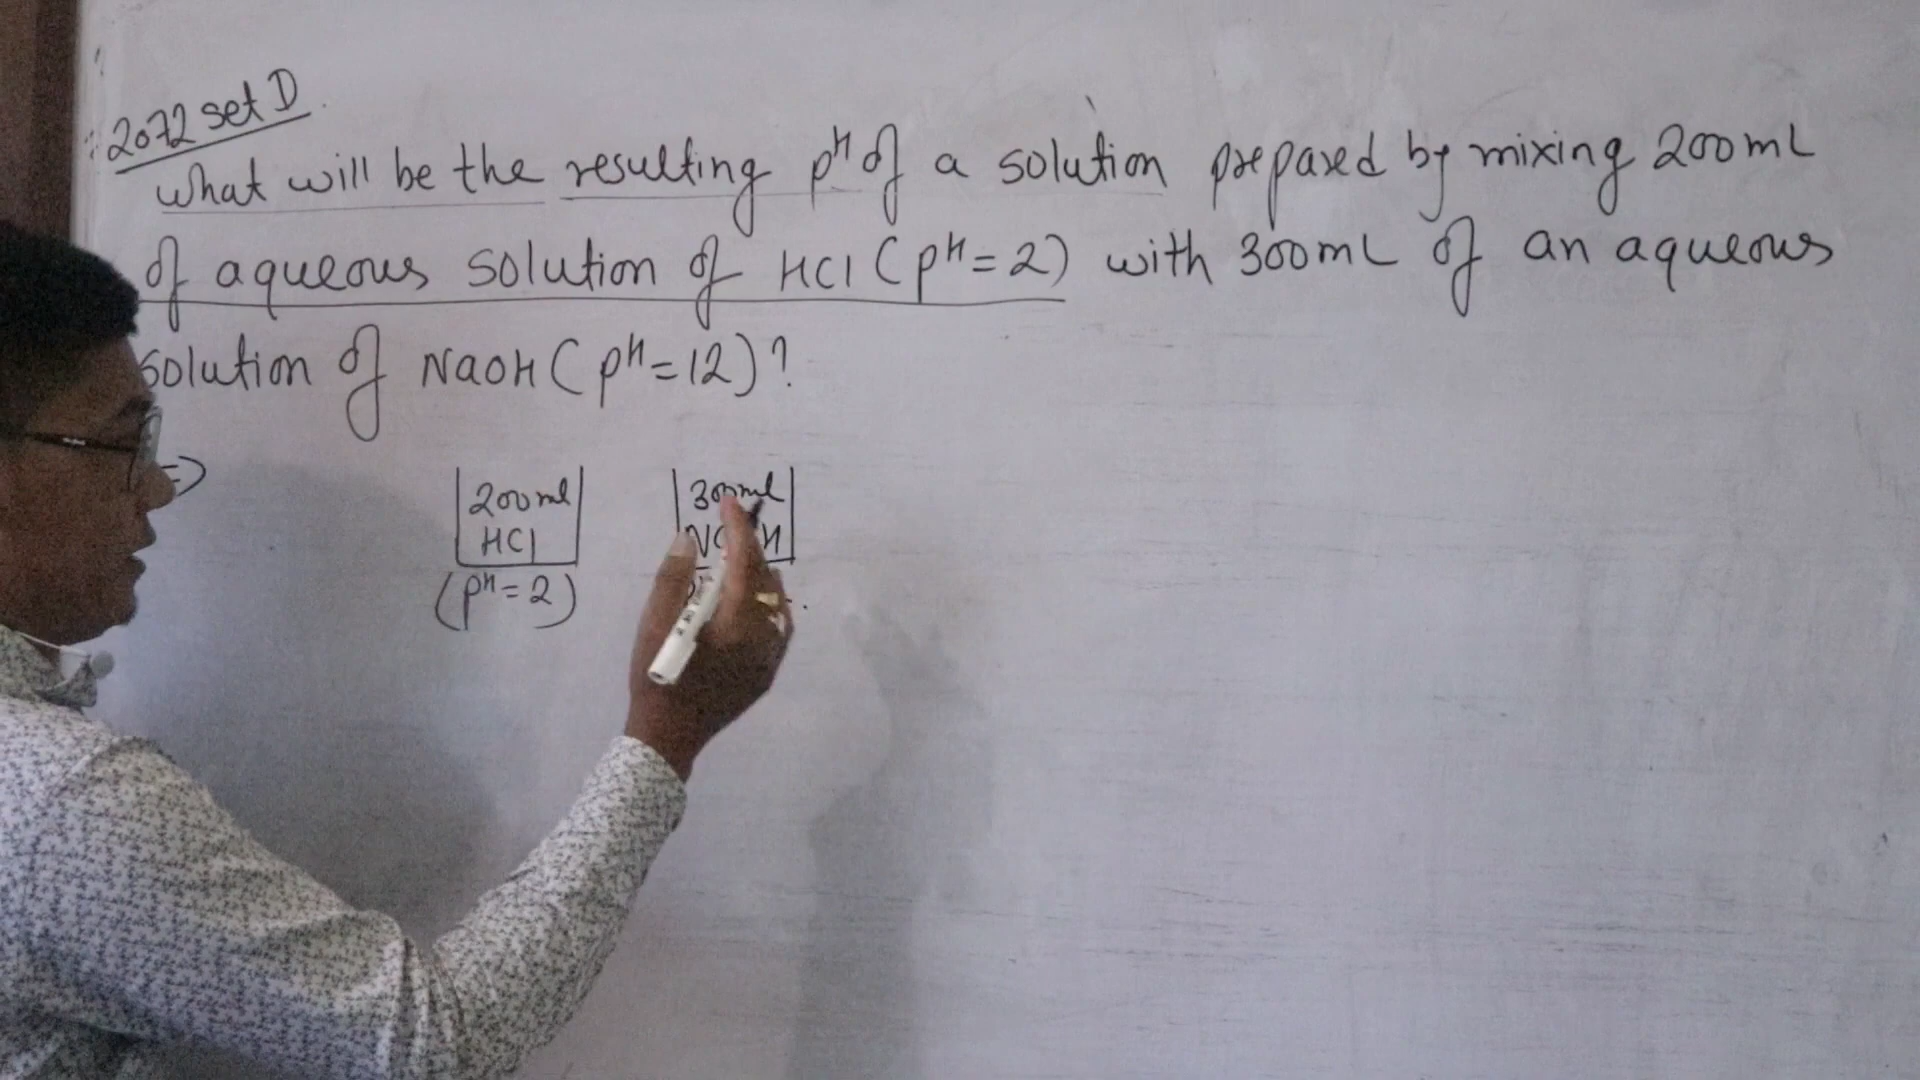 2072 set D.
what will be the resulting pH of a solution prepared by mixing 200mL
of aqueous solution of HCl (pH=2) with 300mL of an aqueous
solution of NaOH (pH=12)?
=>
200ml 300ml
HCl
(pH=2)